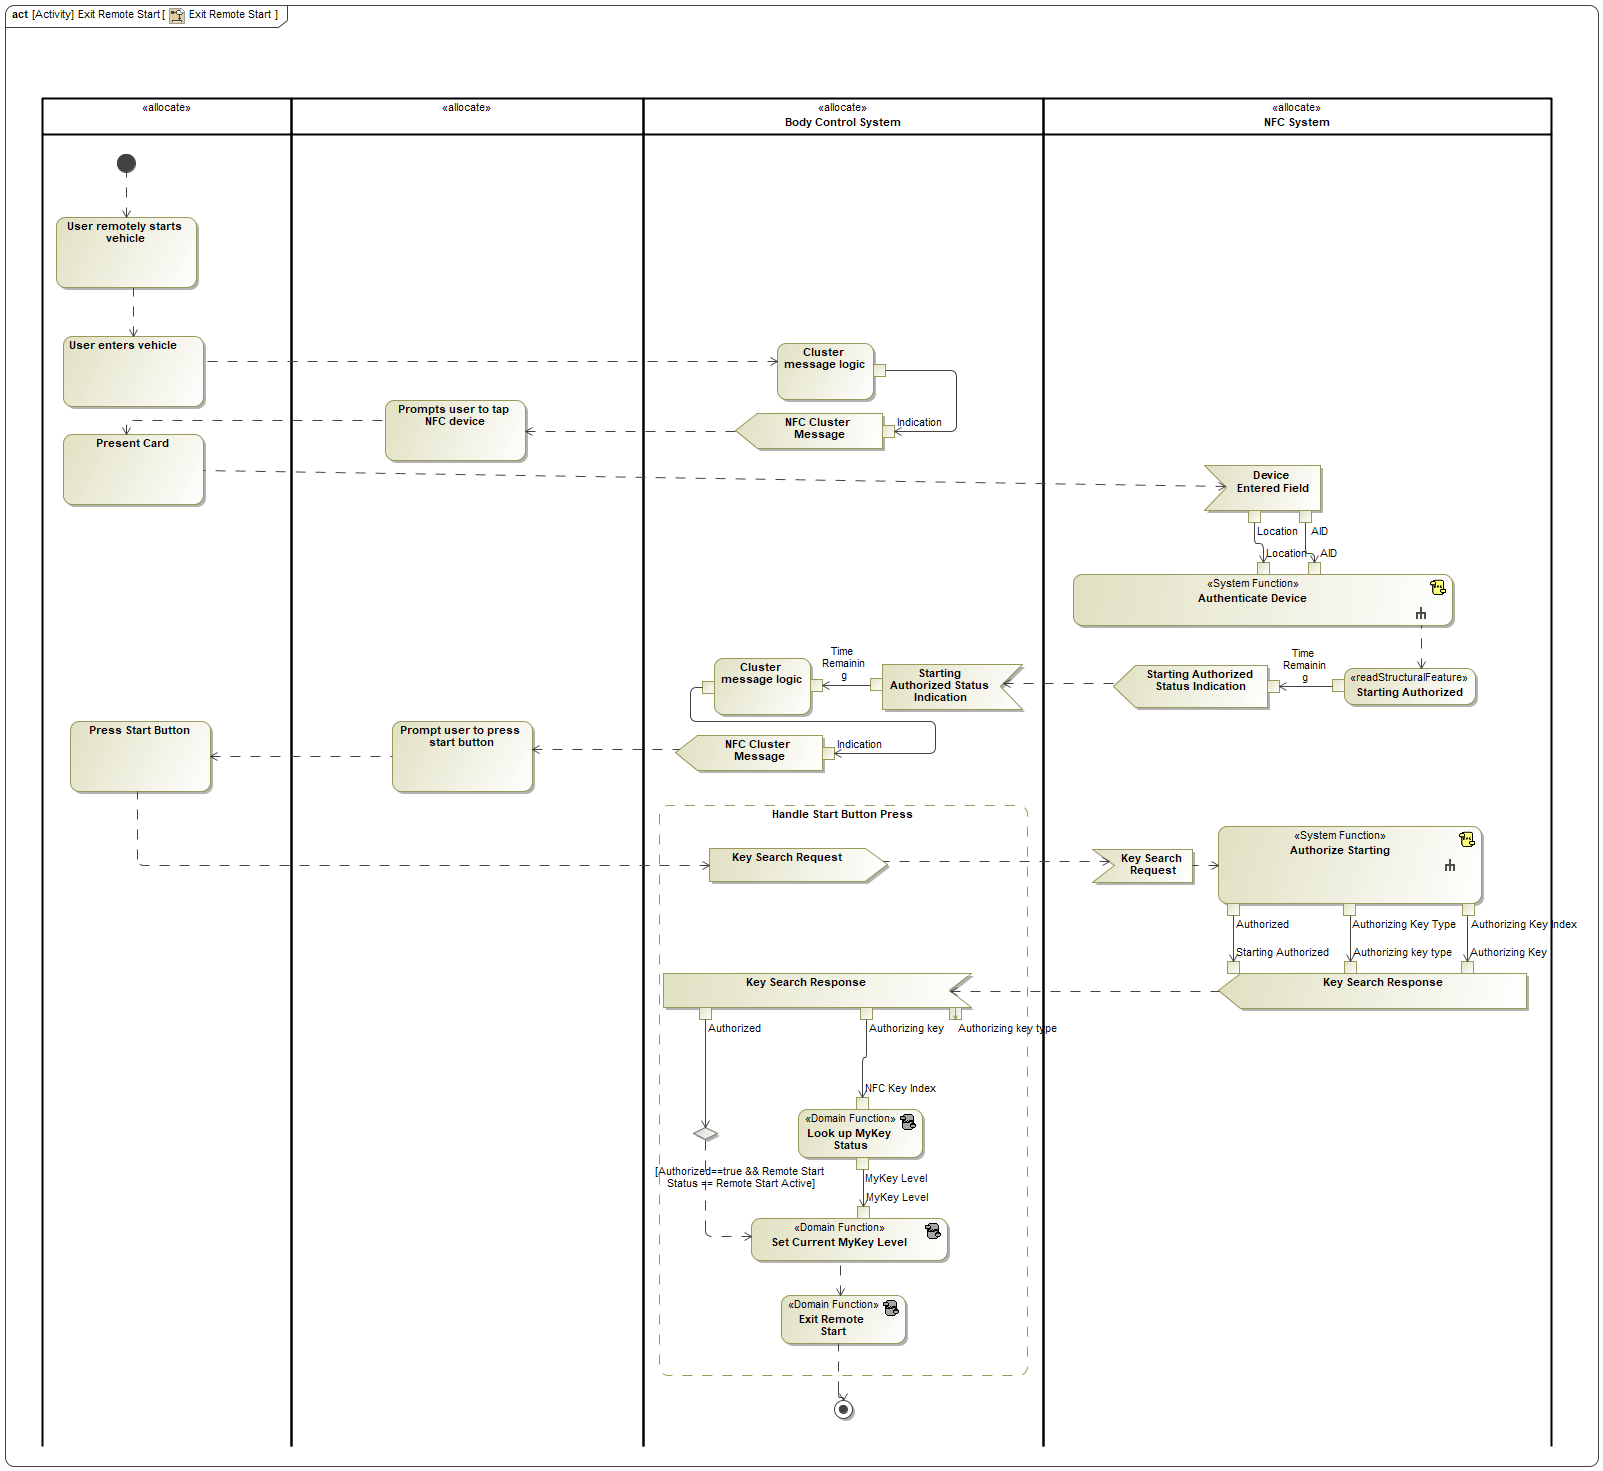 act [Activity] Exit Remote Start [ Exit Remote Start ]
«allocate»
«allocate»
«allocate»
Body Control System
«allocate»
NFC System
User remotely starts
vehicle
User enters vehicle
Cluster
message logic
Prompts user to tap
NFC device
NFC Cluster
Message
Indication
Present Card
Device
Entered Field
Location
AID
Location
AID
«System Function»
Authenticate Device
Cluster
message logic
Time
Remainin
g
Starting
Authorized Status
Indication
Starting Authorized
Status Indication
Time
Remainin
g
«readStructuralFeature»
Starting Authorized
Press Start Button
Prompt user to press
start button
NFC Cluster
Message
Indication
Handle Start Button Press
Key Search Request
Key Search
Request
«System Function»
Authorize Starting
Authorized
Authorizing Key Type
Authorizing Key Index
Starting Authorized
Authorizing key type
Authorizing Key
Key Search Response
Key Search Response
Authorized
Authorizing key
Authorizing key type
NFC Key Index
«Domain Function»
Look up MyKey
Status
[Authorized==true && Remote Start
Status == Remote Start Active]
MyKey Level
MyKey Level
«Domain Function»
Set Current MyKey Level
«Domain Function»
Exit Remote
Start